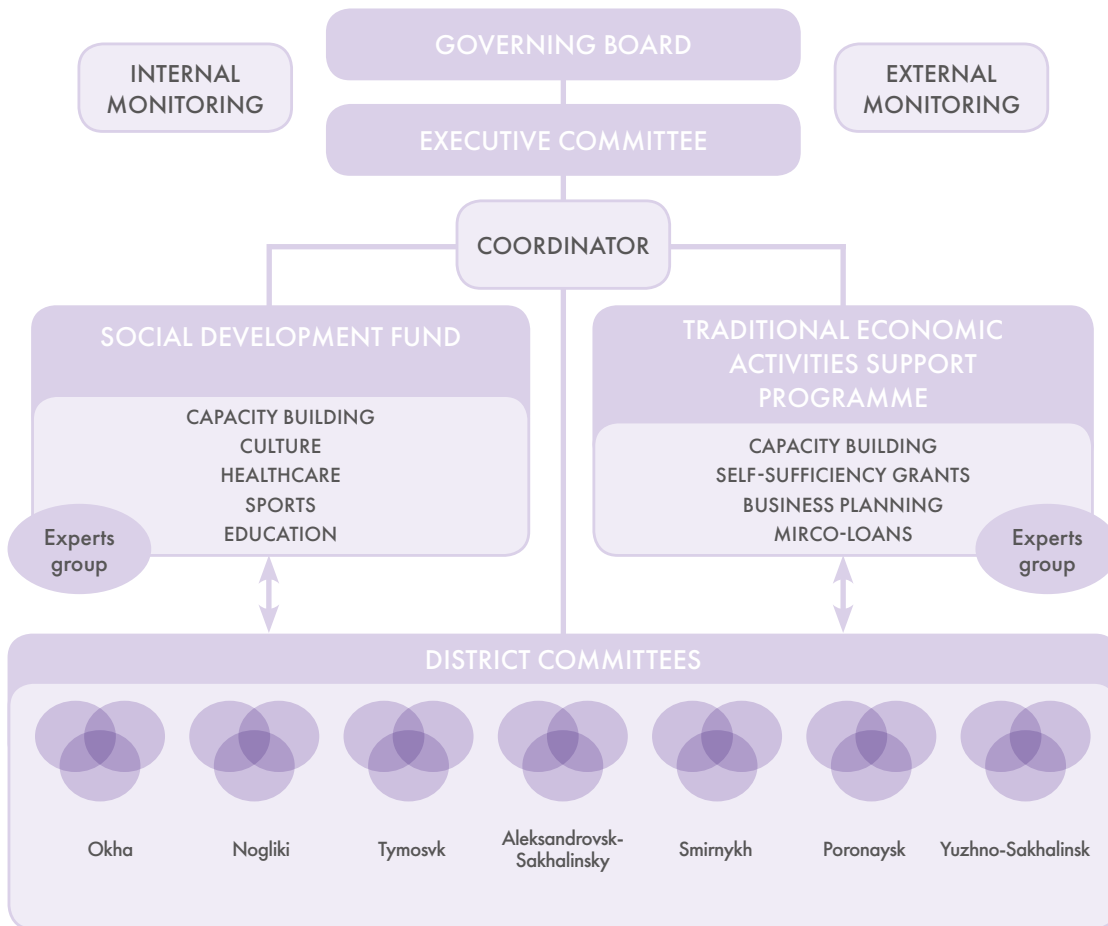 GOVERNING BOARD
INTERNAL
MONITORING
EXTERNAL
MONITORING
EXECUTIVE COMMITTEE
COORDINATOR
SOCIAL DEVELOPMENT FUND
CAPACITY BUILDING
CULTURE
HEALTHCARE
SPORTS
EDUCATION
Experts
group
TRADITIONAL ECONOMIC
ACTIVITIES SUPPORT
PROGRAMME
CAPACITY BUILDING
SELF-SUFFICIENCY GRANTS
BUSINESS PLANNING
MIRCO-LOANS
Experts
group
DISTRICT COMMITTEES
Okha
Nogliki
Tymosvk
Aleksandrovsk-
Sakhalinsky
Smirnykh
Poronaysk
Yuzhno-Sakhalinsk